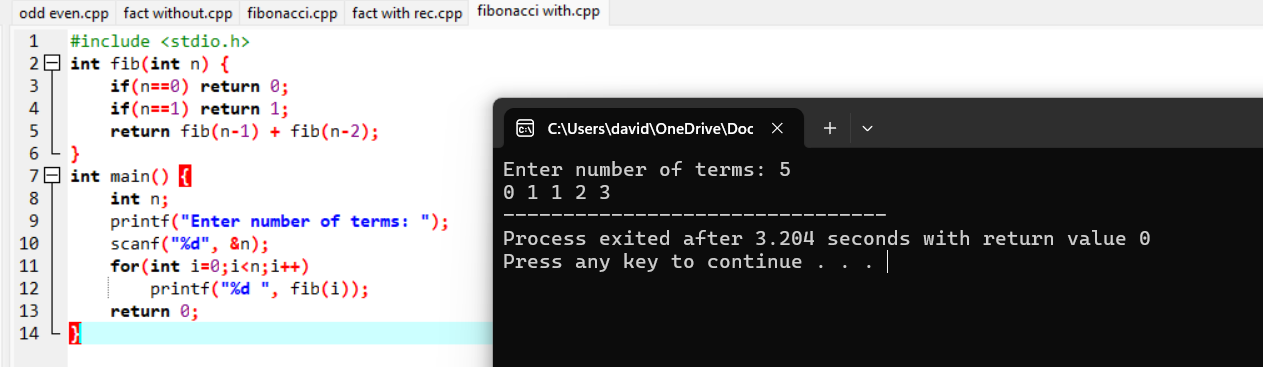 odd even.cpp fact without.cpp fibonacci.cpp fact with rec.cpp fibonacci with.cpp
1 #include <stdio.h>
2 int fib(int n) {
3     if(n==0) return 0;
4     if(n==1) return 1;
5     return fib(n-1) + fib(n-2);
6 }
7 int main() {
8     int n;
9     printf("Enter number of terms: ");
10     scanf("%d", &n);
11     for(int i=0;i<n;i++)
12         printf("%d ", fib(i));
13     return 0;
14 }
C:\Users\david\OneDrive\Doc
Enter number of terms: 5
0 1 1 2 3
--------------------------------
Process exited after 3.204 seconds with return value 0
Press any key to continue . . .